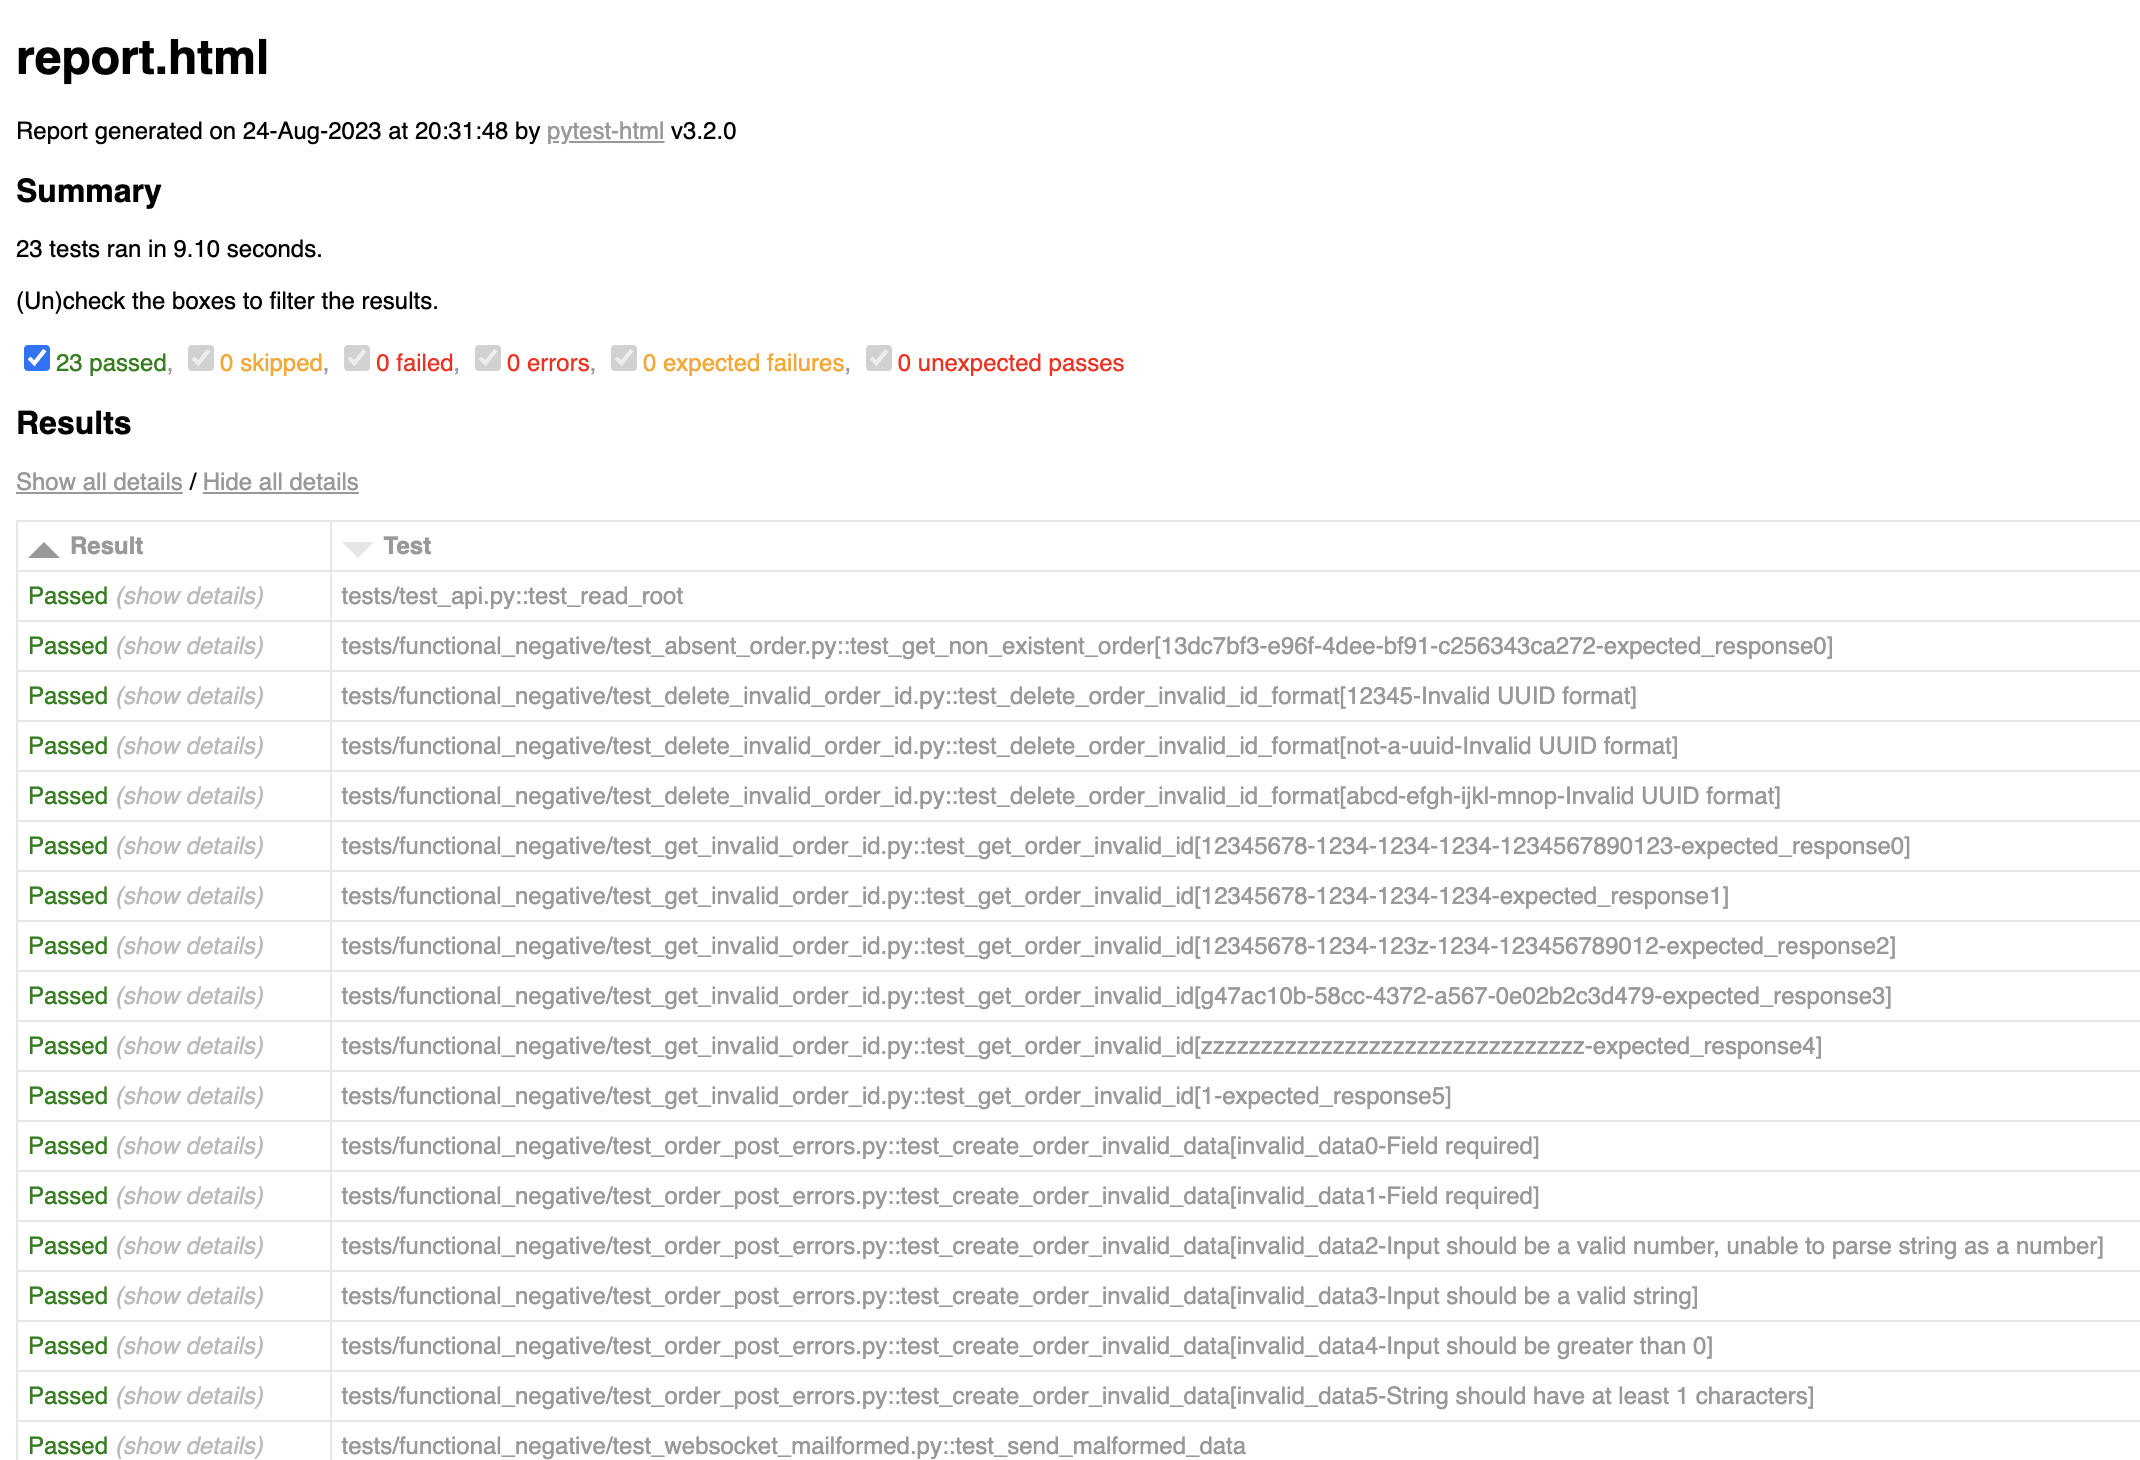 report.html
Report generated on 24-Aug-2023 at 20:31:48 by pytest-html v3.2.0
Summary
23 tests ran in 9.10 seconds.
(Un)check the boxes to filter the results.
23 passed, 0 skipped, 0 failed, 0 errors, 0 expected failures, 0 unexpected passes
Results
Show all details / Hide all details
Result Test
Passed (show details) tests/test_api.py::test_read_root
Passed (show details) tests/functional_negative/test_absent_order.py::test_get_non_existent_order[13dc7bf3-e96f-4dee-bf91-c256343ca272-expected_response0]
Passed (show details) tests/functional_negative/test_delete_invalid_order_id.py::test_delete_order_invalid_id_format[12345-Invalid UUID format]
Passed (show details) tests/functional_negative/test_delete_invalid_order_id.py::test_delete_order_invalid_id_format[not-a-uuid-Invalid UUID format]
Passed (show details) tests/functional_negative/test_delete_invalid_order_id.py::test_delete_order_invalid_id_format[abcd-efgh-ijkl-mnop-Invalid UUID format]
Passed (show details) tests/functional_negative/test_get_invalid_order_id.py::test_get_order_invalid_id[12345678-1234-1234-1234-1234567890123-expected_response0]
Passed (show details) tests/functional_negative/test_get_invalid_order_id.py::test_get_order_invalid_id[12345678-1234-1234-1234-expected_response1]
Passed (show details) tests/functional_negative/test_get_invalid_order_id.py::test_get_order_invalid_id[12345678-1234-123z-1234-123456789012-expected_response2]
Passed (show details) tests/functional_negative/test_get_invalid_order_id.py::test_get_order_invalid_id[g47ac10b-58cc-4372-a567-0e02b2c3d479-expected_response3]
Passed (show details) tests/functional_negative/test_get_invalid_order_id.py::test_get_order_invalid_id[zzzzzzzzzzzzzzzzzzzzzzzzzzzzzzzz-expected_response4]
Passed (show details) tests/functional_negative/test_get_invalid_order_id.py::test_get_order_invalid_id[1-expected_response5]
Passed (show details) tests/functional_negative/test_order_post_errors.py::test_create_order_invalid_data[invalid_data0-Field required]
Passed (show details) tests/functional_negative/test_order_post_errors.py::test_create_order_invalid_data[invalid_data1-Field required]
Passed (show details) tests/functional_negative/test_order_post_errors.py::test_create_order_invalid_data[invalid_data2-Input should be a valid number, unable to parse string as a number]
Passed (show details) tests/functional_negative/test_order_post_errors.py::test_create_order_invalid_data[invalid_data3-Input should be a valid string]
Passed (show details) tests/functional_negative/test_order_post_errors.py::test_create_order_invalid_data[invalid_data4-Input should be greater than 0]
Passed (show details) tests/functional_negative/test_order_post_errors.py::test_create_order_invalid_data[invalid_data5-String should have at least 1 characters]
Passed (show details) tests/functional_negative/test_websocket_mailformed.py::test_send_malformed_data